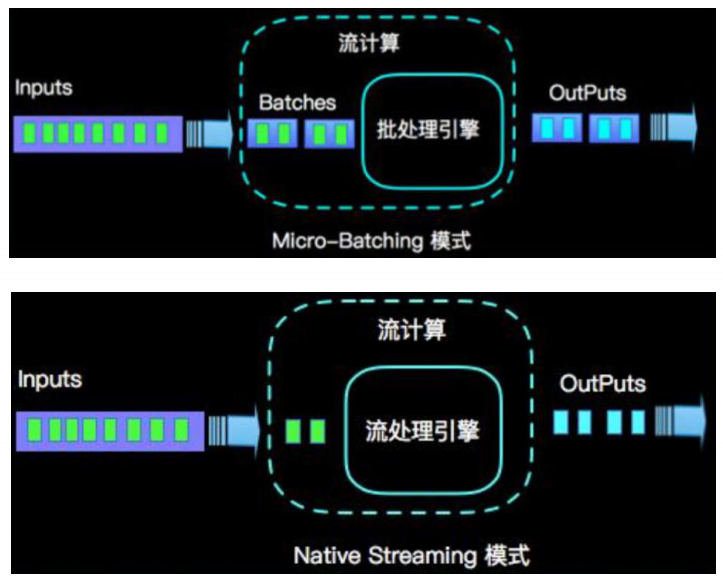 流计算
Inputs
Batches
OutPuts
批处理引擎
Micro-Batching 模式
流计算
Inputs
OutPuts
流处理引擎
Native Streaming 模式